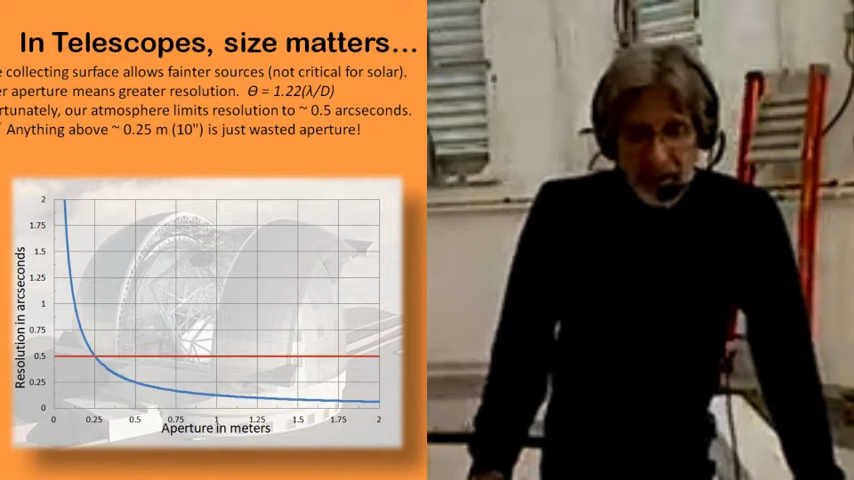 In Telescopes, size matters…
e collecting surface allows fainter sources (not critical for solar).
er aperture means greater resolution. ϴ = 1.22(λ/D)
rtunately, our atmosphere limits resolution to ~ 0.5 arcseconds.
Anything above ~ 0.25 m (10") is just wasted aperture!
Resolution in arcseconds
2
1.75
1.5
1.25
1
0.75
0.5
0.25
0
0 0.25 0.5 0.75 1 1.25 1.5 1.75 2
Aperture in meters